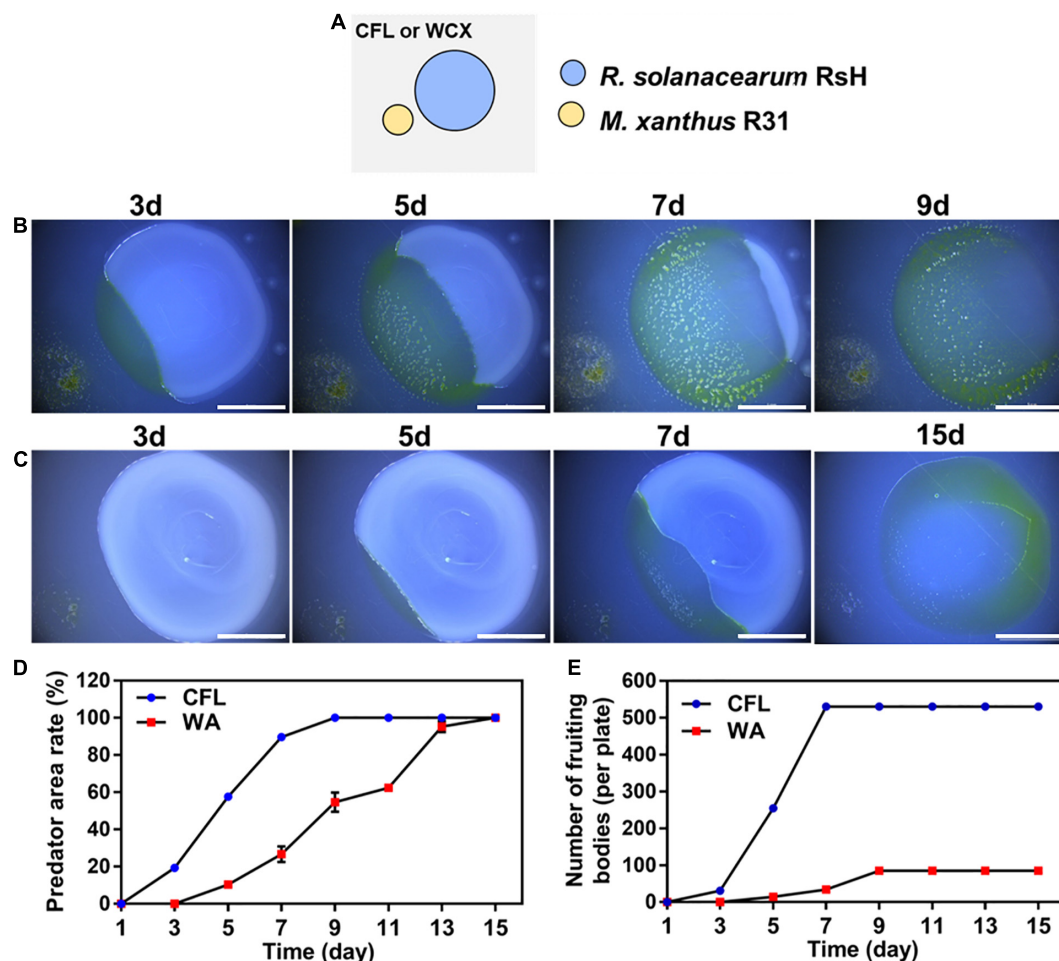 A
CFL or WCX
R. solanacearum RsH
M. xanthus R31
B
3d 5d 7d 9d
C
3d 5d 7d 15d
D
Predator area rate (%)
120
100
80
60
40
20
0
CFL
WA
1 3 5 7 9 11 13 15
Time (day)
E
Number of fruiting
bodies (per plate)
600
500
400
300
200
100
0
CFL
WA
1 3 5 7 9 11 13 15
Time (day)